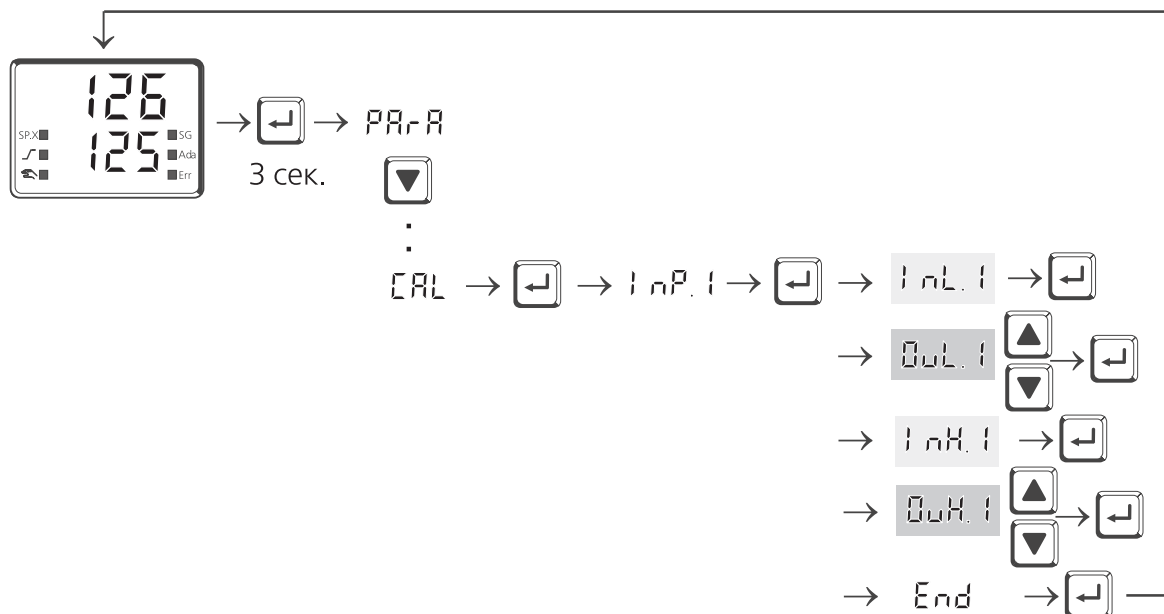 126
SP.X SG
125 Ada
Err
PArA
3 сек.
CAL InP.1 InL.1
OuL.1
InH.1
OuH.1
End